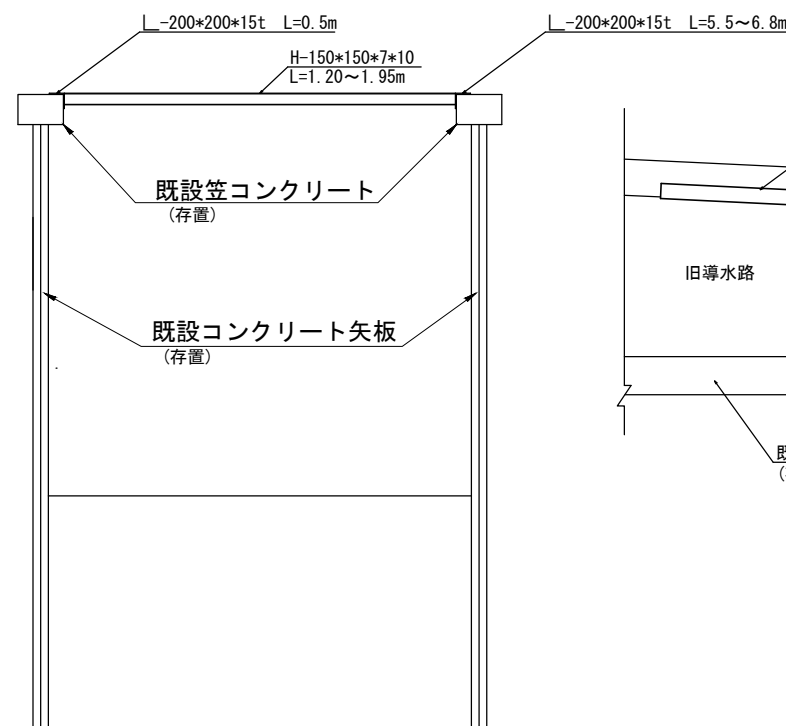 L-200*200*15t L=0.5m
L-200*200*15t L=5.5～6.8m
H-150*150*7*10
L=1.20～1.95m
既設笠コンクリート
(存置)
旧導水路
既設コンクリート矢板
(存置)
既